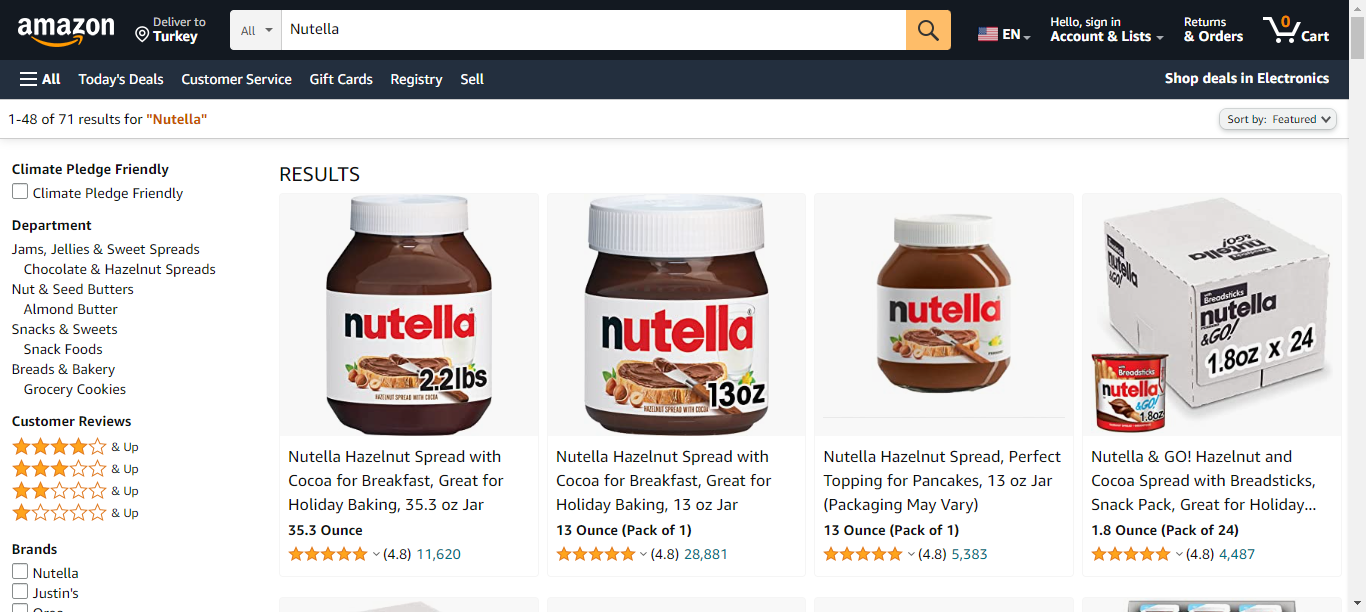 amazon
Deliver to
Turkey
All
Nutella
EN
Hello, sign in
Account & Lists
Returns
& Orders
0
Cart
All
Today's Deals
Customer Service
Gift Cards
Registry
Sell
Shop deals in Electronics
1-48 of 71 results for "Nutella"
Sort by: Featured
Climate Pledge Friendly
Climate Pledge Friendly
Department
Jams, Jellies & Sweet Spreads
Chocolate & Hazelnut Spreads
Nut & Seed Butters
Almond Butter
Snacks & Sweets
Snack Foods
Breads & Bakery
Grocery Cookies
Customer Reviews
& Up
& Up
& Up
& Up
Brands
Nutella
Justin's
RESULTS
nutella
2.2lbs
HAZELNUT SPREAD WITH COCOA
Nutella Hazelnut Spread with
Cocoa for Breakfast, Great for
Holiday Baking, 35.3 oz Jar
35.3 Ounce
(4.8) 11,620
nutella
13oz
HAZELNUT SPREAD WITH COCOA
Nutella Hazelnut Spread with
Cocoa for Breakfast, Great for
Holiday Baking, 13 oz Jar
13 Ounce (Pack of 1)
(4.8) 28,881
nutella
Nutella Hazelnut Spread, Perfect
Topping for Pancakes, 13 oz Jar
(Packaging May Vary)
13 Ounce (Pack of 1)
(4.8) 5,383
nutella
&GO!
nutella
&GO!
Breadsticks
nutella
&GO!
1.8oz x 24
Breadsticks
nutella
&GO!
1.8oz
Nutella & GO! Hazelnut and
Cocoa Spread with Breadsticks,
Snack Pack, Great for Holiday...
1.8 Ounce (Pack of 24)
(4.8) 4,487